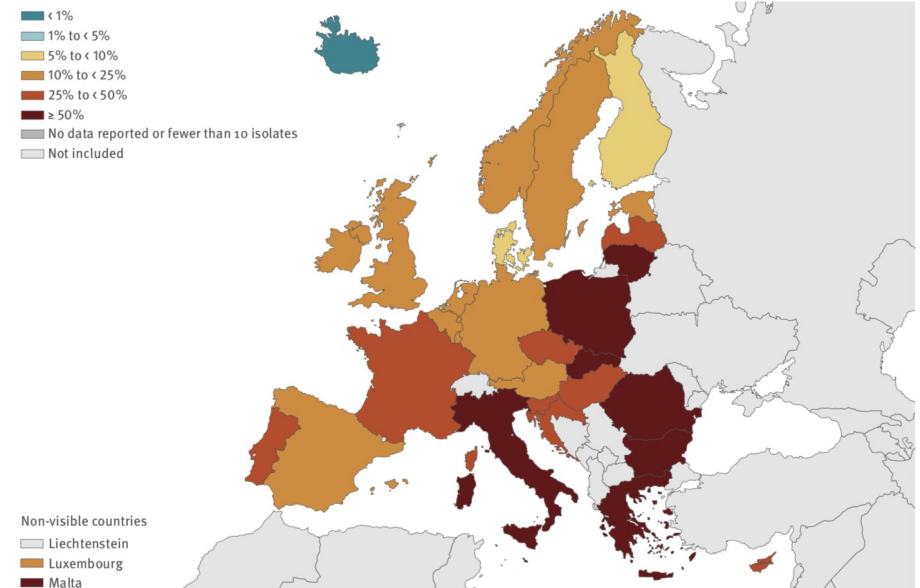 < 1%
1% to < 5%
5% to < 10%
10% to < 25%
25% to < 50%
≥ 50%
No data reported or fewer than 10 isolates
Not included
Non-visible countries
Liechtenstein
Luxembourg
Malta